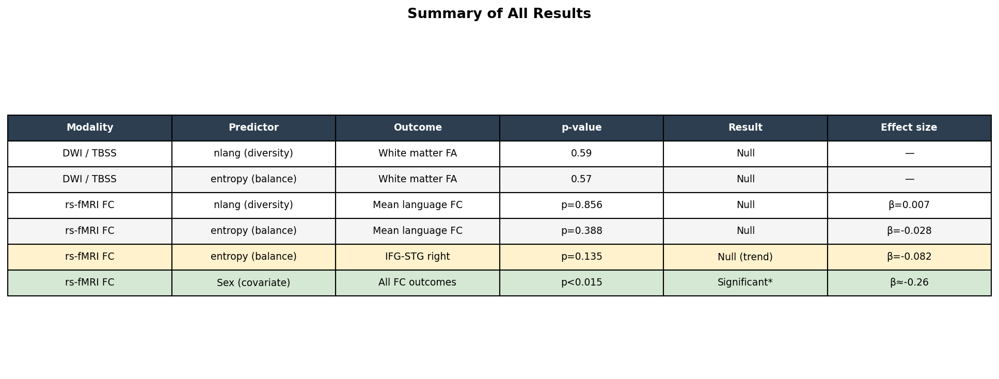 Summary of All Results
Modality Predictor Outcome p-value Result Effect size
DWI / TBSS nlang (diversity) White matter FA 0.59 Null —
DWI / TBSS entropy (balance) White matter FA 0.57 Null —
rs-fMRI FC nlang (diversity) Mean language FC p=0.856 Null β=0.007
rs-fMRI FC entropy (balance) Mean language FC p=0.388 Null β=-0.028
rs-fMRI FC entropy (balance) IFG-STG right p=0.135 Null (trend) β=-0.082
rs-fMRI FC Sex (covariate) All FC outcomes p<0.015 Significant* β≈-0.26